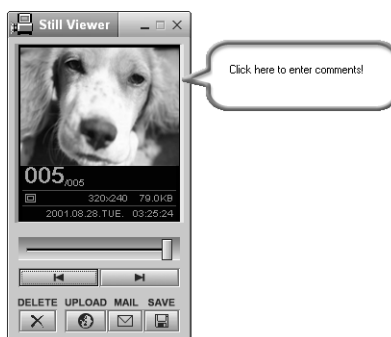 Still Viewer
Click here to enter comments!
005/005
320x240 79.0KB
2001.08.28.TUE. 03:25:24
DELETE UPLOAD MAIL SAVE